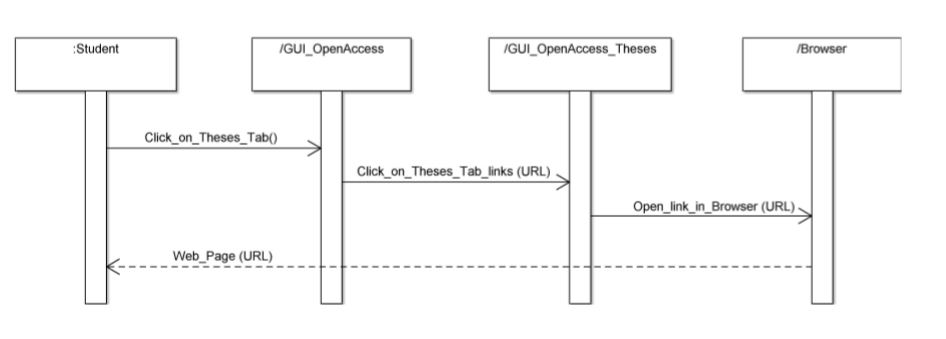 :Student
/GUI_OpenAccess
/GUI_OpenAccess_Theses
/Browser
Click_on_Theses_Tab()
Click_on_Theses_Tab_links (URL)
Open_link_in_Browser (URL)
Web_Page (URL)